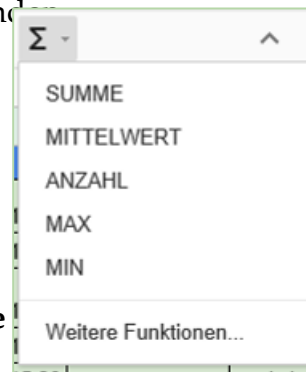 Σ
SUMME
MITTELWERT
ANZAHL
MAX
MIN
Weitere Funktionen...